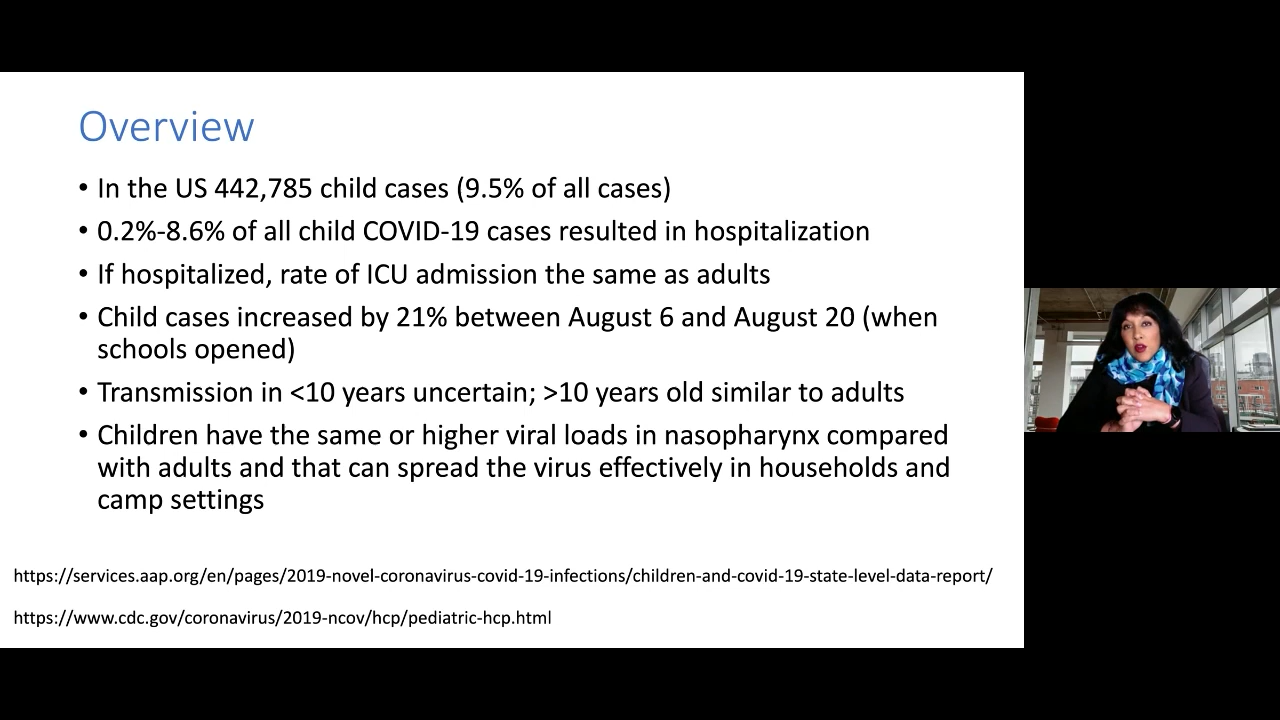 Overview
• In the US 442,785 child cases (9.5% of all cases)
• 0.2%-8.6% of all child COVID-19 cases resulted in hospitalization
• If hospitalized, rate of ICU admission the same as adults
• Child cases increased by 21% between August 6 and August 20 (when
schools opened)
• Transmission in <10 years uncertain; >10 years old similar to adults
• Children have the same or higher viral loads in nasopharynx compared
with adults and that can spread the virus effectively in households and
camp settings
https://services.aap.org/en/pages/2019-novel-coronavirus-covid-19-infections/children-and-covid-19-state-level-data-report/
https://www.cdc.gov/coronavirus/2019-ncov/hcp/pediatric-hcp.html